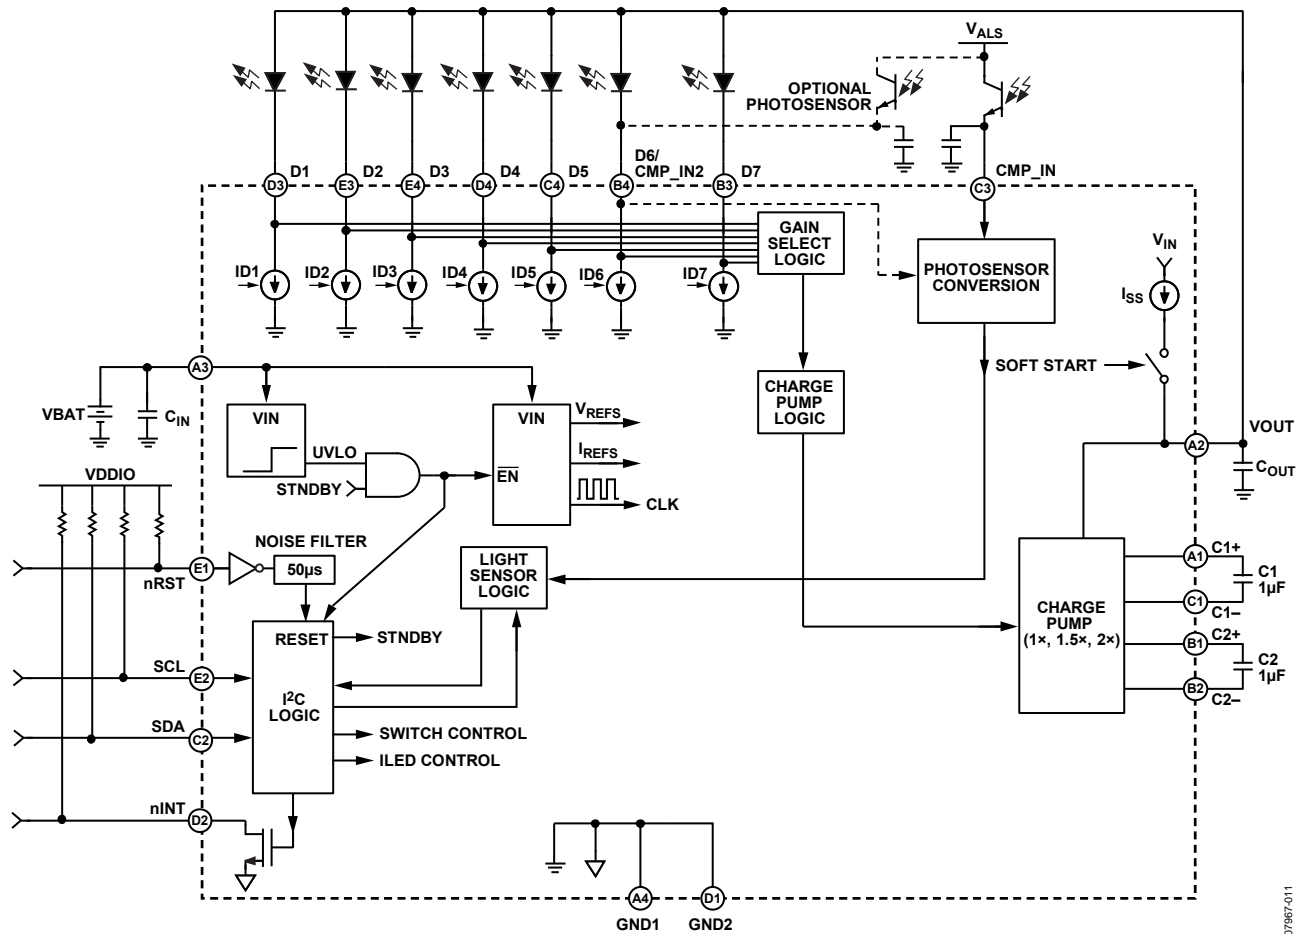 V_ALS
OPTIONAL
PHOTOSENSOR
D1
D2
D3
D4
D5
D6/
CMP_IN2
D7
CMP_IN
D3
E3
E4
D4
C4
B4
B3
C3
GAIN
SELECT
LOGIC
PHOTOSENSOR
CONVERSION
V_IN
I_SS
ID1
ID2
ID3
ID4
ID5
ID6
ID7
A3
SOFT START
VBAT
C_IN
VIN
VIN
V_REFS
CHARGE
PUMP
LOGIC
UVLO
I_REFS
STNDBY
EN
CLK
A2
VOUT
C_OUT
VDDIO
NOISE FILTER
50µs
nRST
E1
LIGHT
SENSOR
LOGIC
CHARGE
PUMP
(1×, 1.5×, 2×)
A1
C1+
C1
1µF
C1
C1–
B1
C2+
C2
1µF
B2
C2–
RESET
STNDBY
SCL
E2
I²C
LOGIC
SDA
C2
SWITCH CONTROL
ILED CONTROL
nINT
D2
A4
D1
GND1
GND2
07967-011